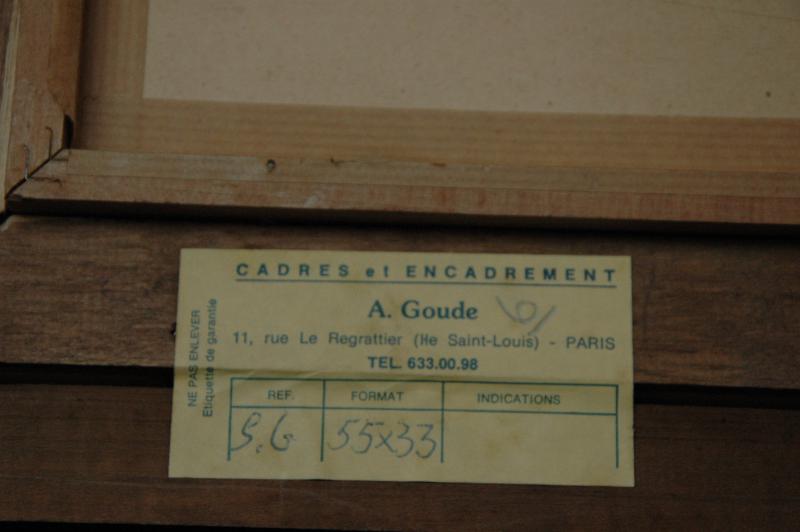 CADRES et ENCADREMENT
A. Goude
11, rue Le Regrattier (Ile Saint-Louis) - PARIS
TEL. 633.00.98
NE PAS ENLEVER
Etiquette de garantie
REF. FORMAT INDICATIONS
S.G 55x33